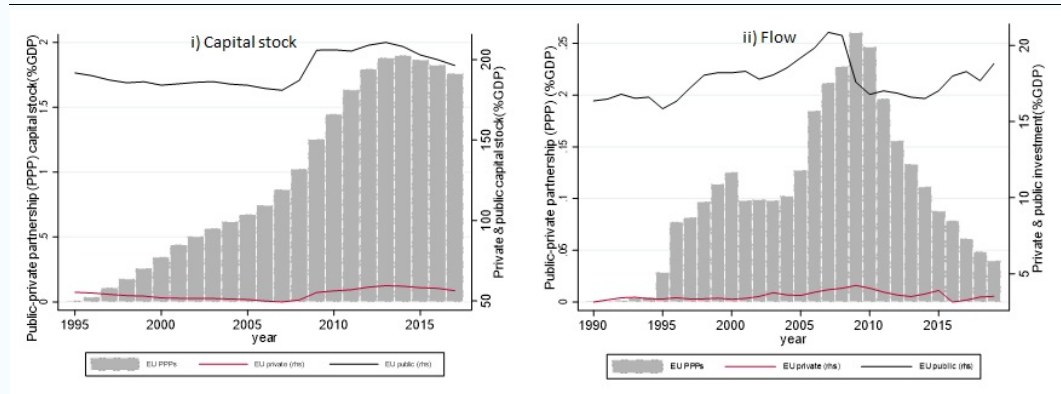 i) Capital stock
Public-private partnership (PPP) capital stock(%GDP)
2
1.5
1
.5
0
200
150
100
50
Private & public capital stock(%GDP)
1995
2000
2005
2010
2015
year
EU PPPs
EU private (rhs)
EU public (rhs)
ii) Flow
Public-private partnership (PPP) (%GDP)
.25
.2
.15
.1
.05
0
20
15
10
5
Private & public investment(%GDP)
1990
1995
2000
2005
2010
2015
year
EU PPPs
EU private (rhs)
EU public (rhs)